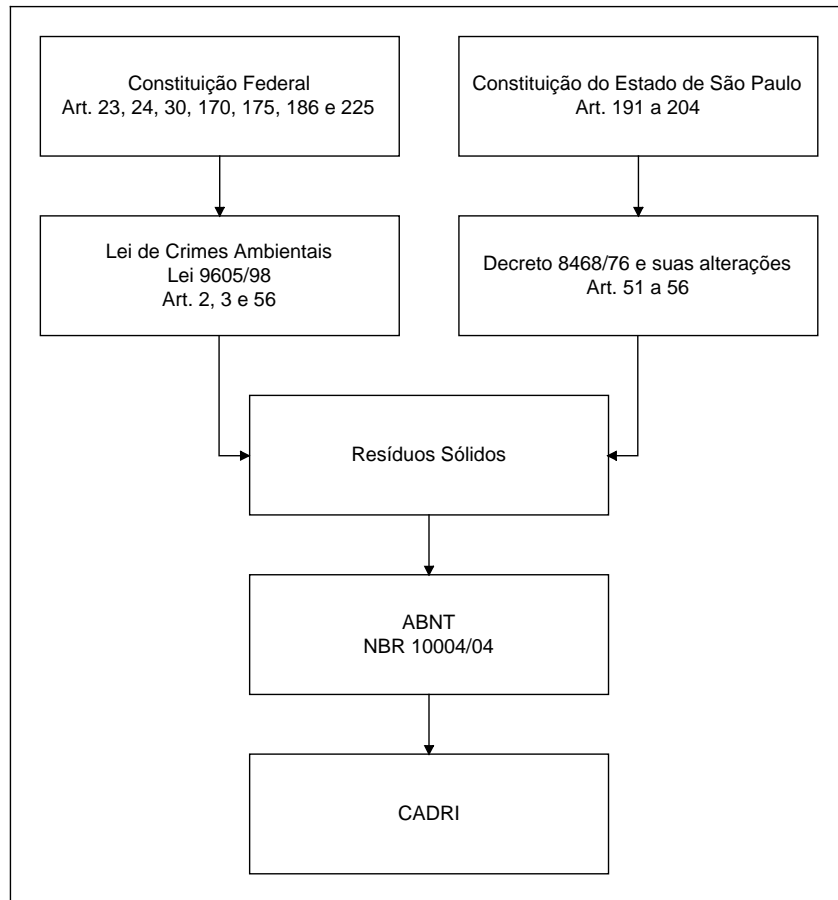 Constituição Federal
Art. 23, 24, 30, 170, 175, 186 e 225
Constituição do Estado de São Paulo
Art. 191 a 204
Lei de Crimes Ambientais
Lei 9605/98
Art. 2, 3 e 56
Decreto 8468/76 e suas alterações
Art. 51 a 56
Resíduos Sólidos
ABNT
NBR 10004/04
CADRI